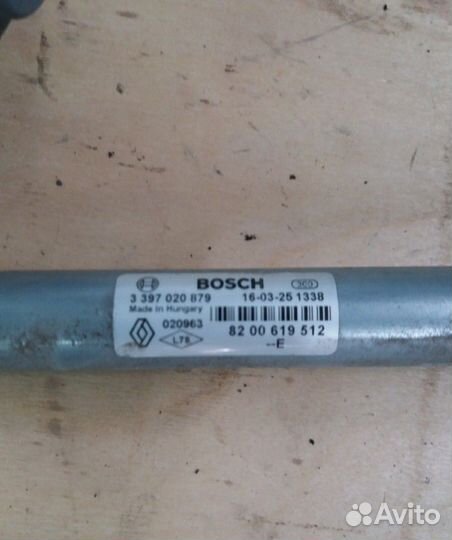 BOSCH 3C0
3 397 020 879 16-03-25 1338
Made in Hungary
020963
L76
82 00 619 512
--E
Avito